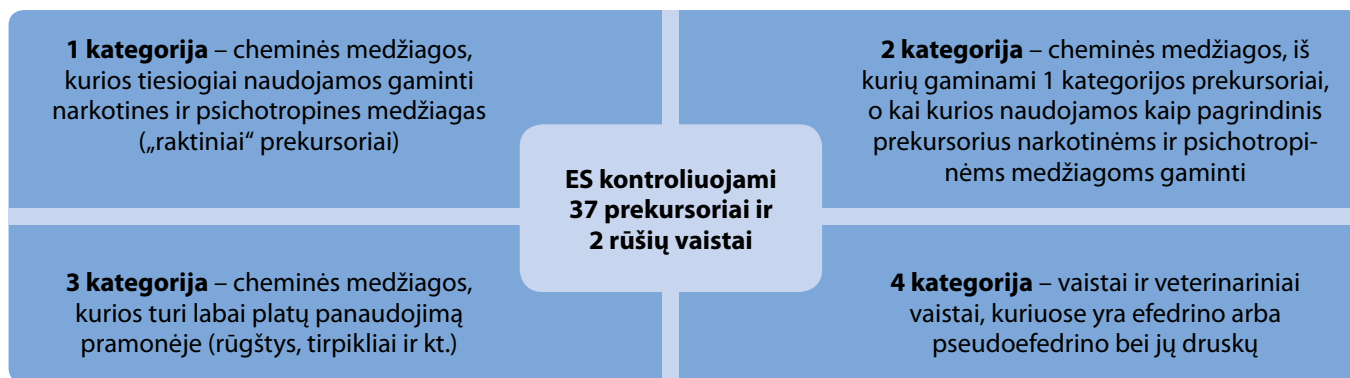 1 kategorija – cheminės medžiagos,
kurios tiesiogiai naudojamos gaminti
narkotines ir psichotropines medžiagas
(„raktiniai“ prekursoriai)
2 kategorija – cheminės medžiagos, iš
kurių gaminami 1 kategorijos prekursoriai,
o kai kurios naudojamos kaip pagrindinis
prekursorius narkotinėms ir psichotropi-
nėms medžiagoms gaminti
ES kontroliuojami
37 prekursoriai ir
2 rūšių vaistai
3 kategorija – cheminės medžiagos,
kurios turi labai platų panaudojimą
pramonėje (rūgštys, tirpikliai ir kt.)
4 kategorija – vaistai ir veterinariniai
vaistai, kuriuose yra efedrino arba
pseudoefedrino bei jų druskų